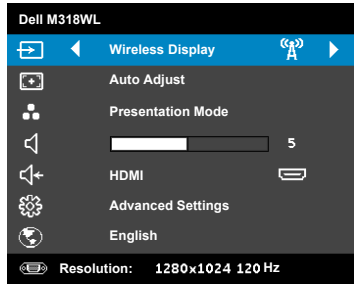 Dell M318WL
Wireless Display
Auto Adjust
Presentation Mode
5
HDMI
Advanced Settings
English
Resolution: 1280x1024 120 Hz